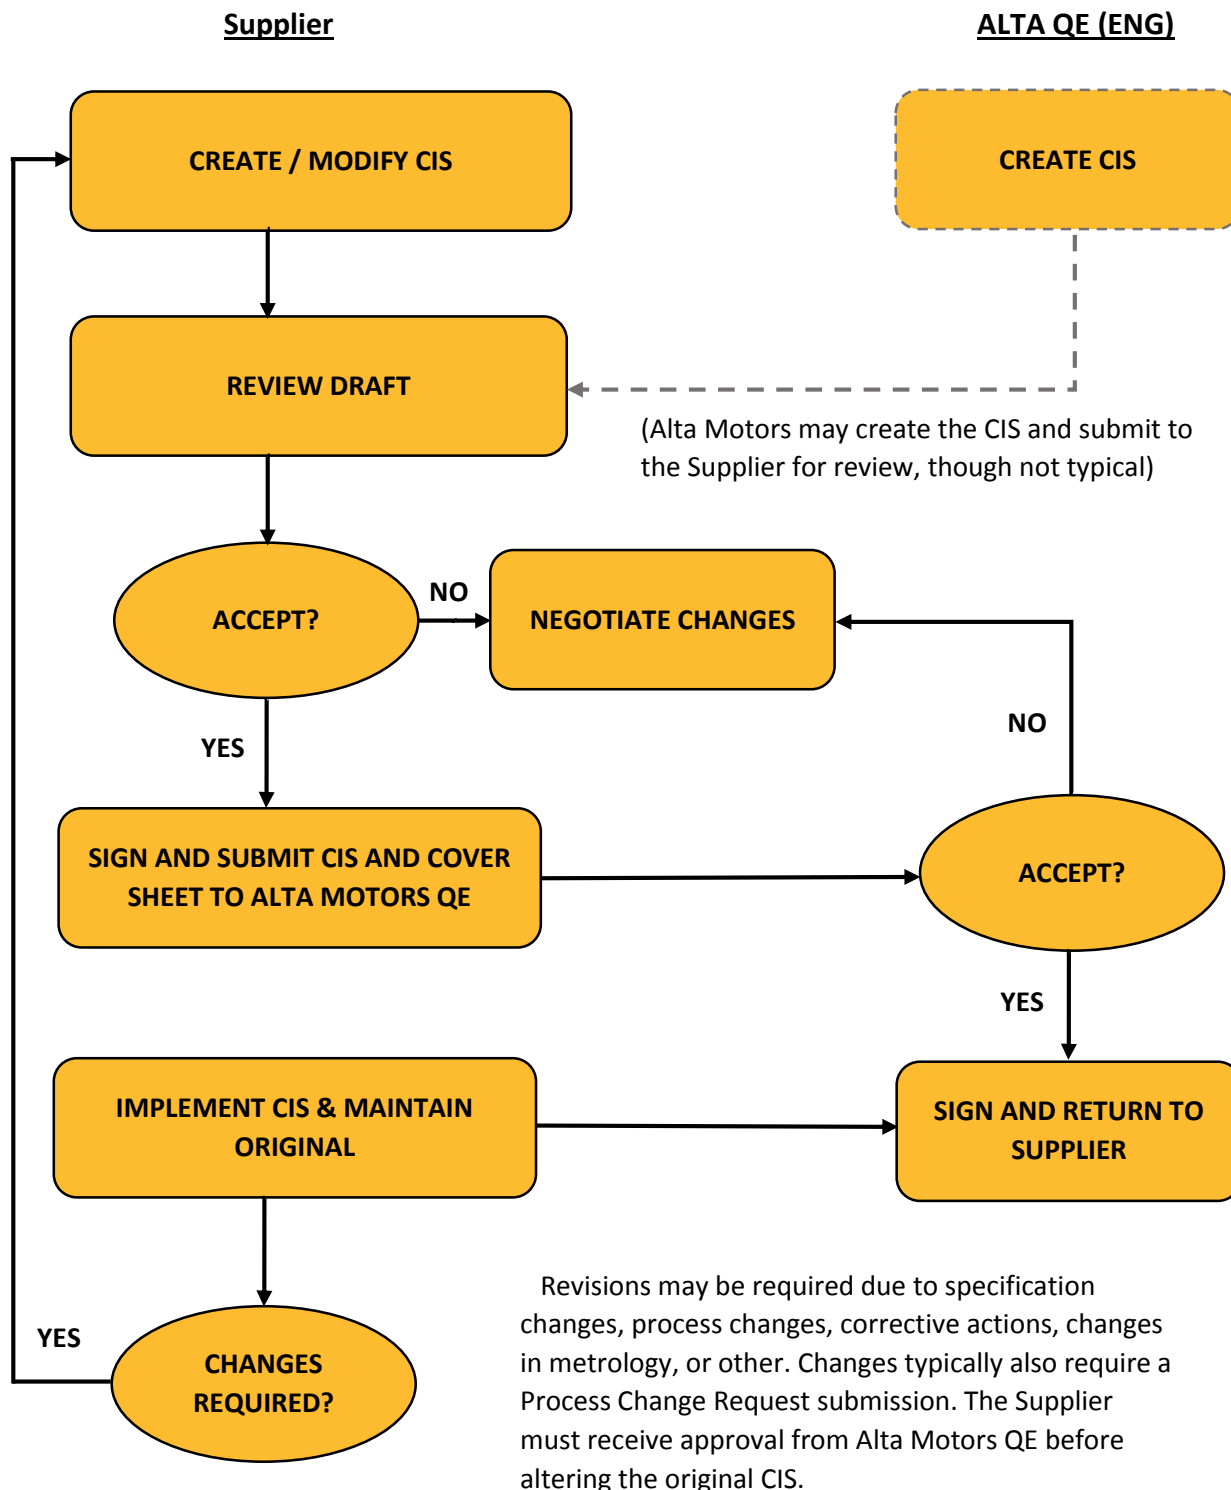 Supplier
ALTA QE (ENG)
CREATE / MODIFY CIS
CREATE CIS
REVIEW DRAFT
(Alta Motors may create the CIS and submit to
the Supplier for review, though not typical)
ACCEPT?
NO
NEGOTIATE CHANGES
NO
YES
SIGN AND SUBMIT CIS AND COVER
SHEET TO ALTA MOTORS QE
ACCEPT?
YES
IMPLEMENT CIS & MAINTAIN
ORIGINAL
SIGN AND RETURN TO
SUPPLIER
YES
CHANGES
REQUIRED?
Revisions may be required due to specification
changes, process changes, corrective actions, changes
in metrology, or other. Changes typically also require a
Process Change Request submission. The Supplier
must receive approval from Alta Motors QE before
altering the original CIS.